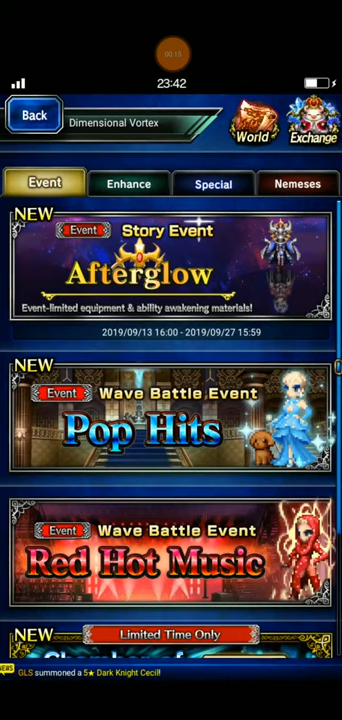 00:15
23:42
Back
Dimensional Vortex
World
Exchange
Event
Enhance
Special
Nemeses
NEW
Event
Story Event
Afterglow
Event-limited equipment & ability awakening materials!
2019/09/13 16:00 - 2019/09/27 15:59
NEW
Event
Wave Battle Event
Pop Hits
Event
Wave Battle Event
Red Hot Music
NEW
Limited Time Only
NEWS
GLS summoned a 5★ Dark Knight Cecil!